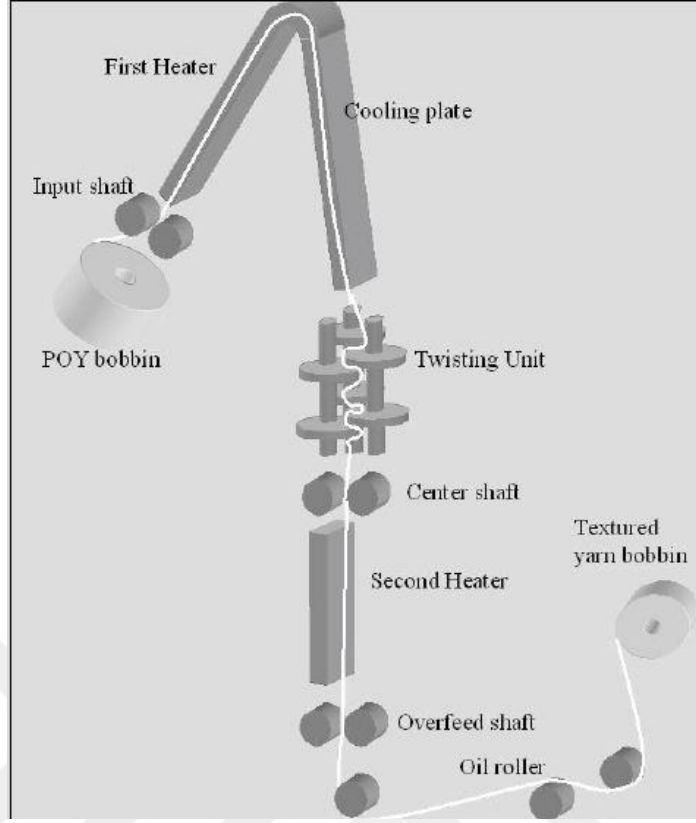 First Heater
Cooling plate
Input shaft
POY bobbin
Twisting Unit
Center shaft
Textured
yarn bobbin
Second Heater
Overfeed shaft
Oil roller